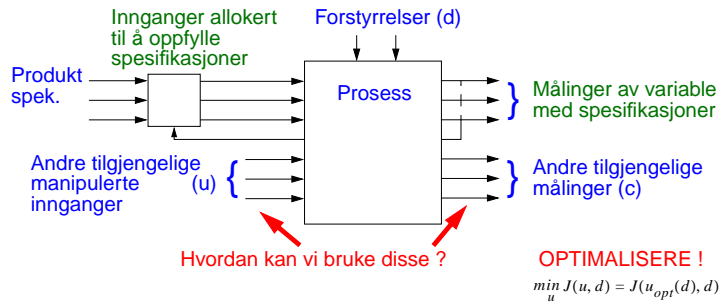 Innganger allokert
til å oppfylle
spesifikasjoner
Forstyrrelser (d)
Produkt
spek.
Prosess
Målinger av variable
med spesifikasjoner
Andre tilgjengelige
manipulerte (u)
innganger
Andre tilgjengelige
målinger (c)
Hvordan kan vi bruke disse ?
OPTIMALISERE !
min J(u, d) = J(u_opt(d), d)
u